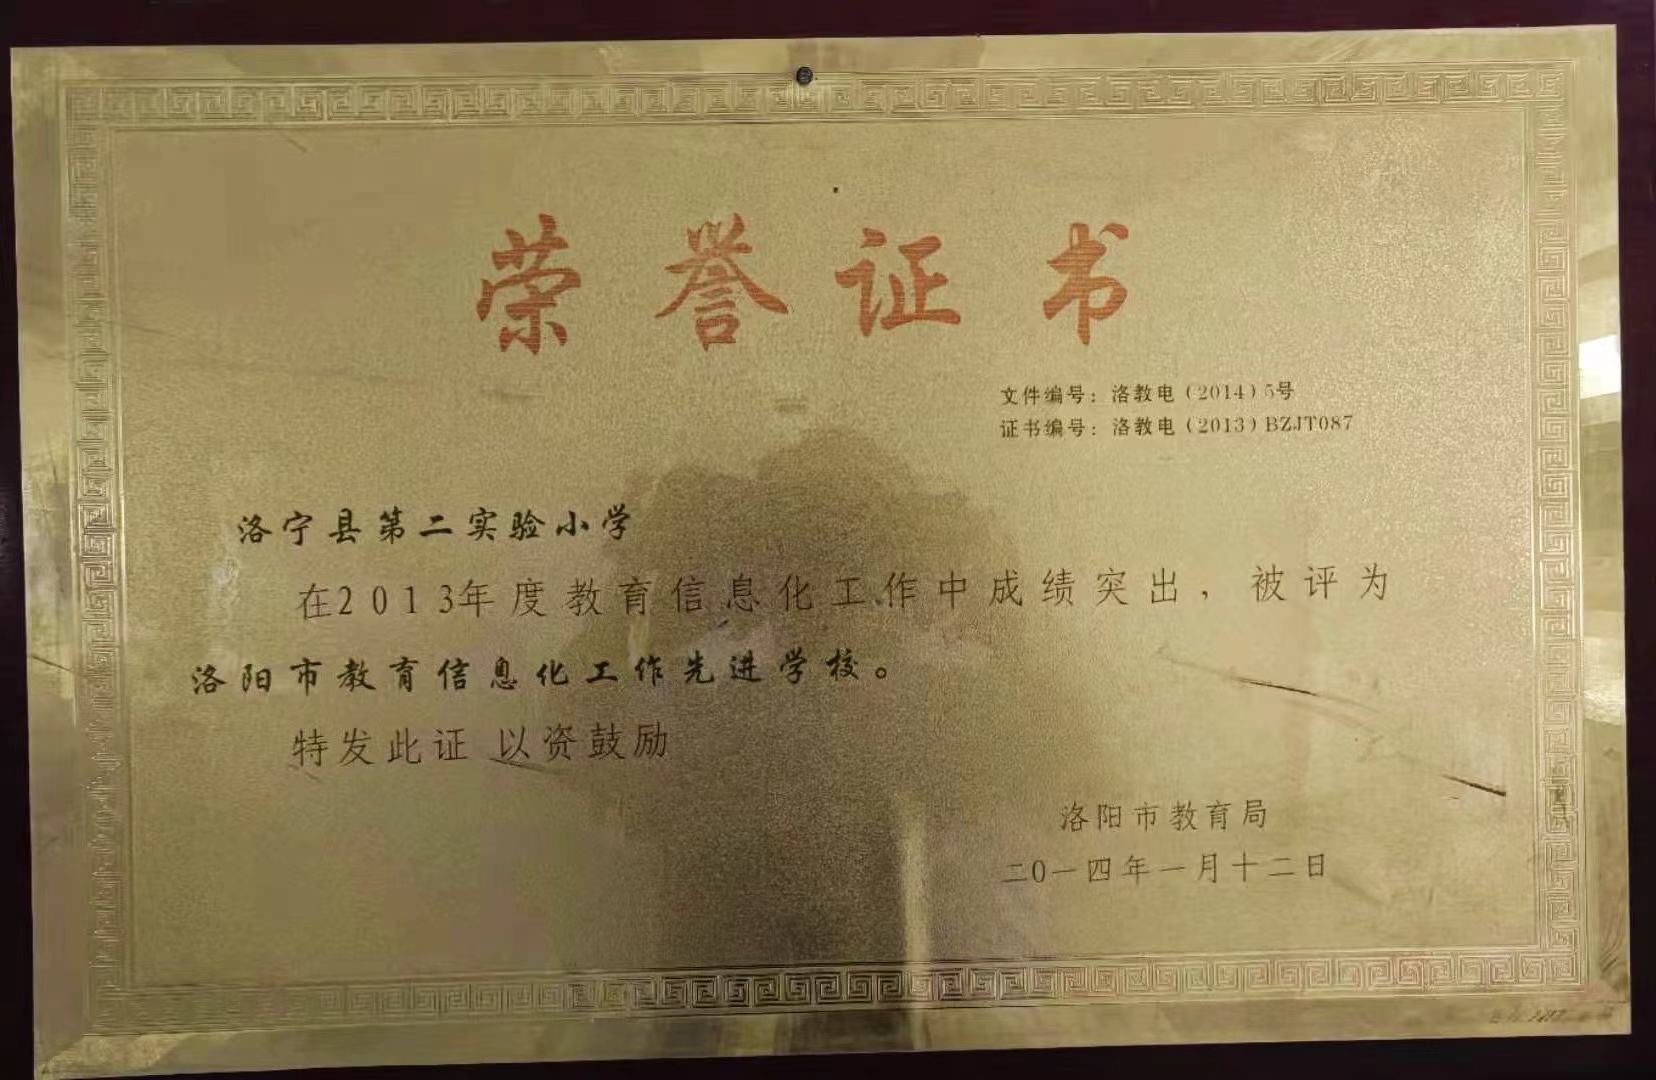 荣誉证书
文件编号：洛教电（2014）5号
证书编号：洛教电（2013）BZJT087
洛宁县第二实验小学
在2013年度教育信息化工作中成绩突出，被评为
洛阳市教育信息化工作先进学校。
特发此证 以资鼓励
洛阳市教育局
二0一四年一月十二日